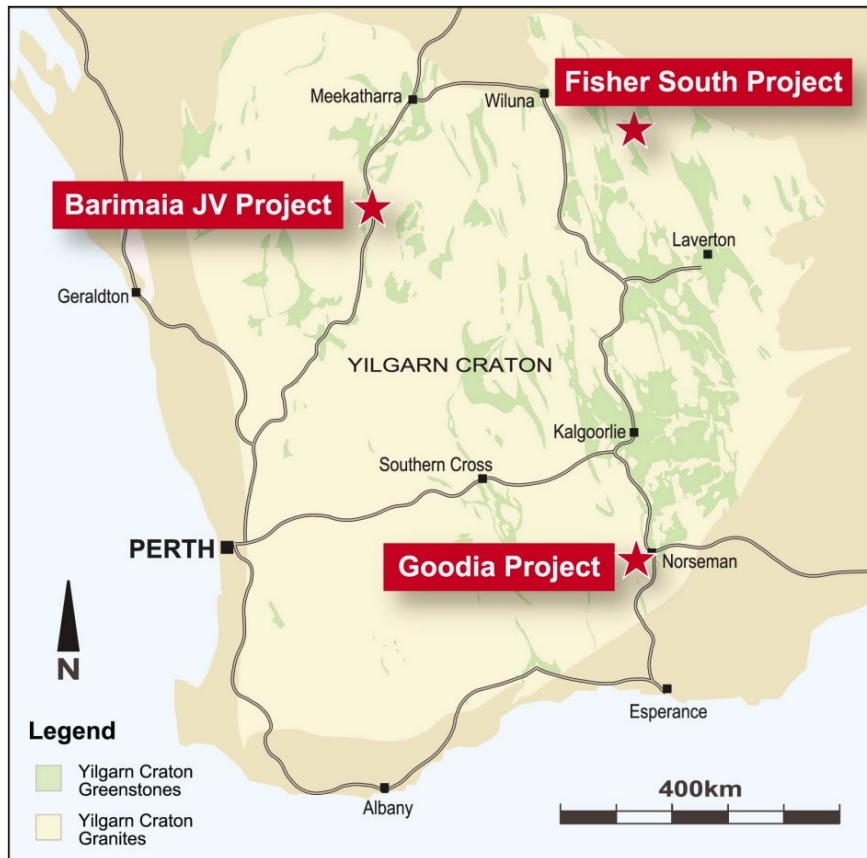 Fisher South Project
Meekatharra
Wiluna
Barimaia JV Project
Laverton
Geraldton
YILGARN CRATON
Kalgoorlie
Southern Cross
PERTH
Goodia Project
Norseman
N
Esperance
Legend
Yilgarn Craton
Greenstones
400km
Yilgarn Craton
Granites
Albany